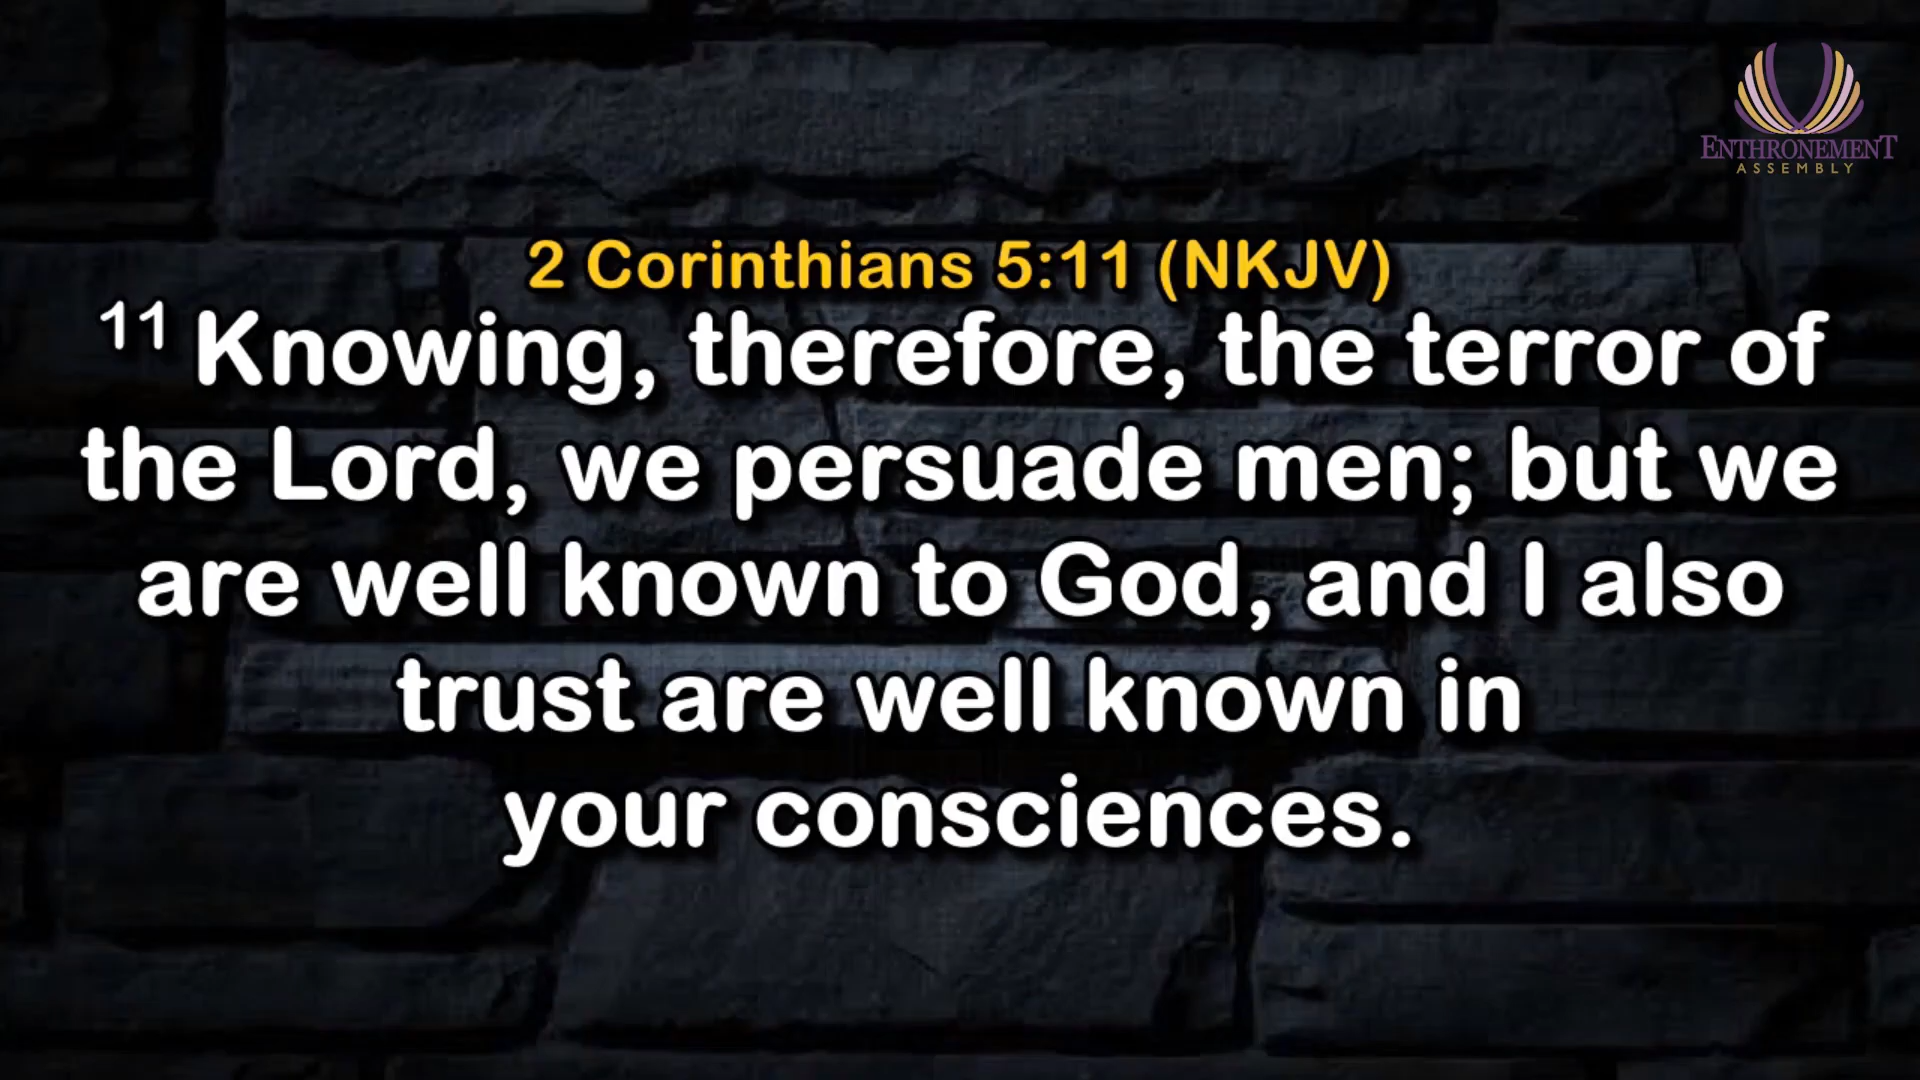 ENTHRONEMENT
ASSEMBLY
2 Corinthians 5:11 (NKJV)
11 Knowing, therefore, the terror of
the Lord, we persuade men; but we
are well known to God, and I also
trust are well known in
your consciences.